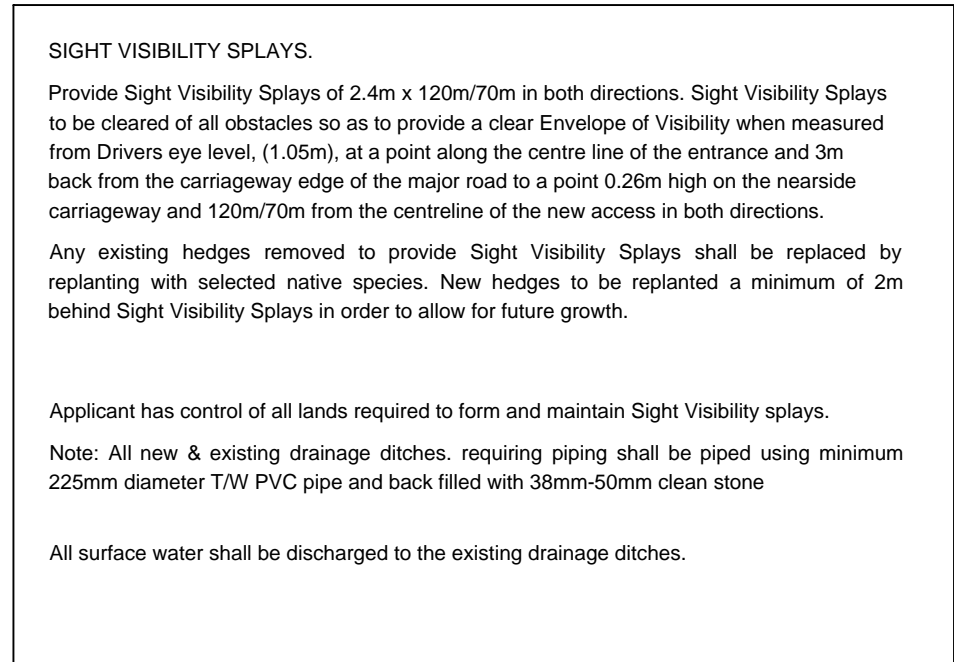 SIGHT VISIBILITY SPLAYS.
Provide Sight Visibility Splays of 2.4m x 120m/70m in both directions. Sight Visibility Splays
to be cleared of all obstacles so as to provide a clear Envelope of Visibility when measured
from Drivers eye level, (1.05m), at a point along the centre line of the entrance and 3m
back from the carriageway edge of the major road to a point 0.26m high on the nearside
carriageway and 120m/70m from the centreline of the new access in both directions.
Any existing hedges removed to provide Sight Visibility Splays shall be replaced by
replanting with selected native species. New hedges to be replanted a minimum of 2m
behind Sight Visibility Splays in order to allow for future growth.
Applicant has control of all lands required to form and maintain Sight Visibility splays.
Note: All new & existing drainage ditches. requiring piping shall be piped using minimum
225mm diameter T/W PVC pipe and back filled with 38mm-50mm clean stone
All surface water shall be discharged to the existing drainage ditches.